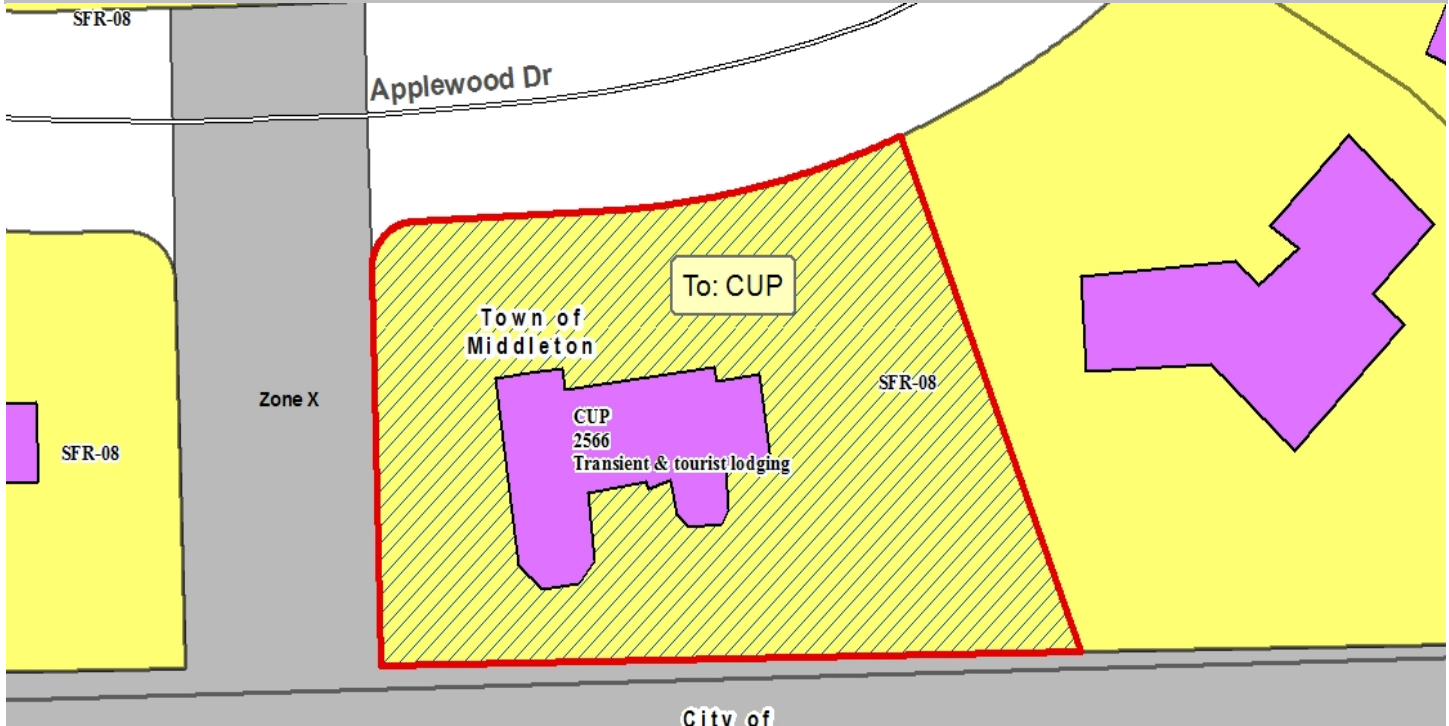 SFR-08
Applewood Dr
To: CUP
Town of
Middleton
SFR-08
Zone X
CUP
2566
Transient & tourist lodging
SFR-08
City of